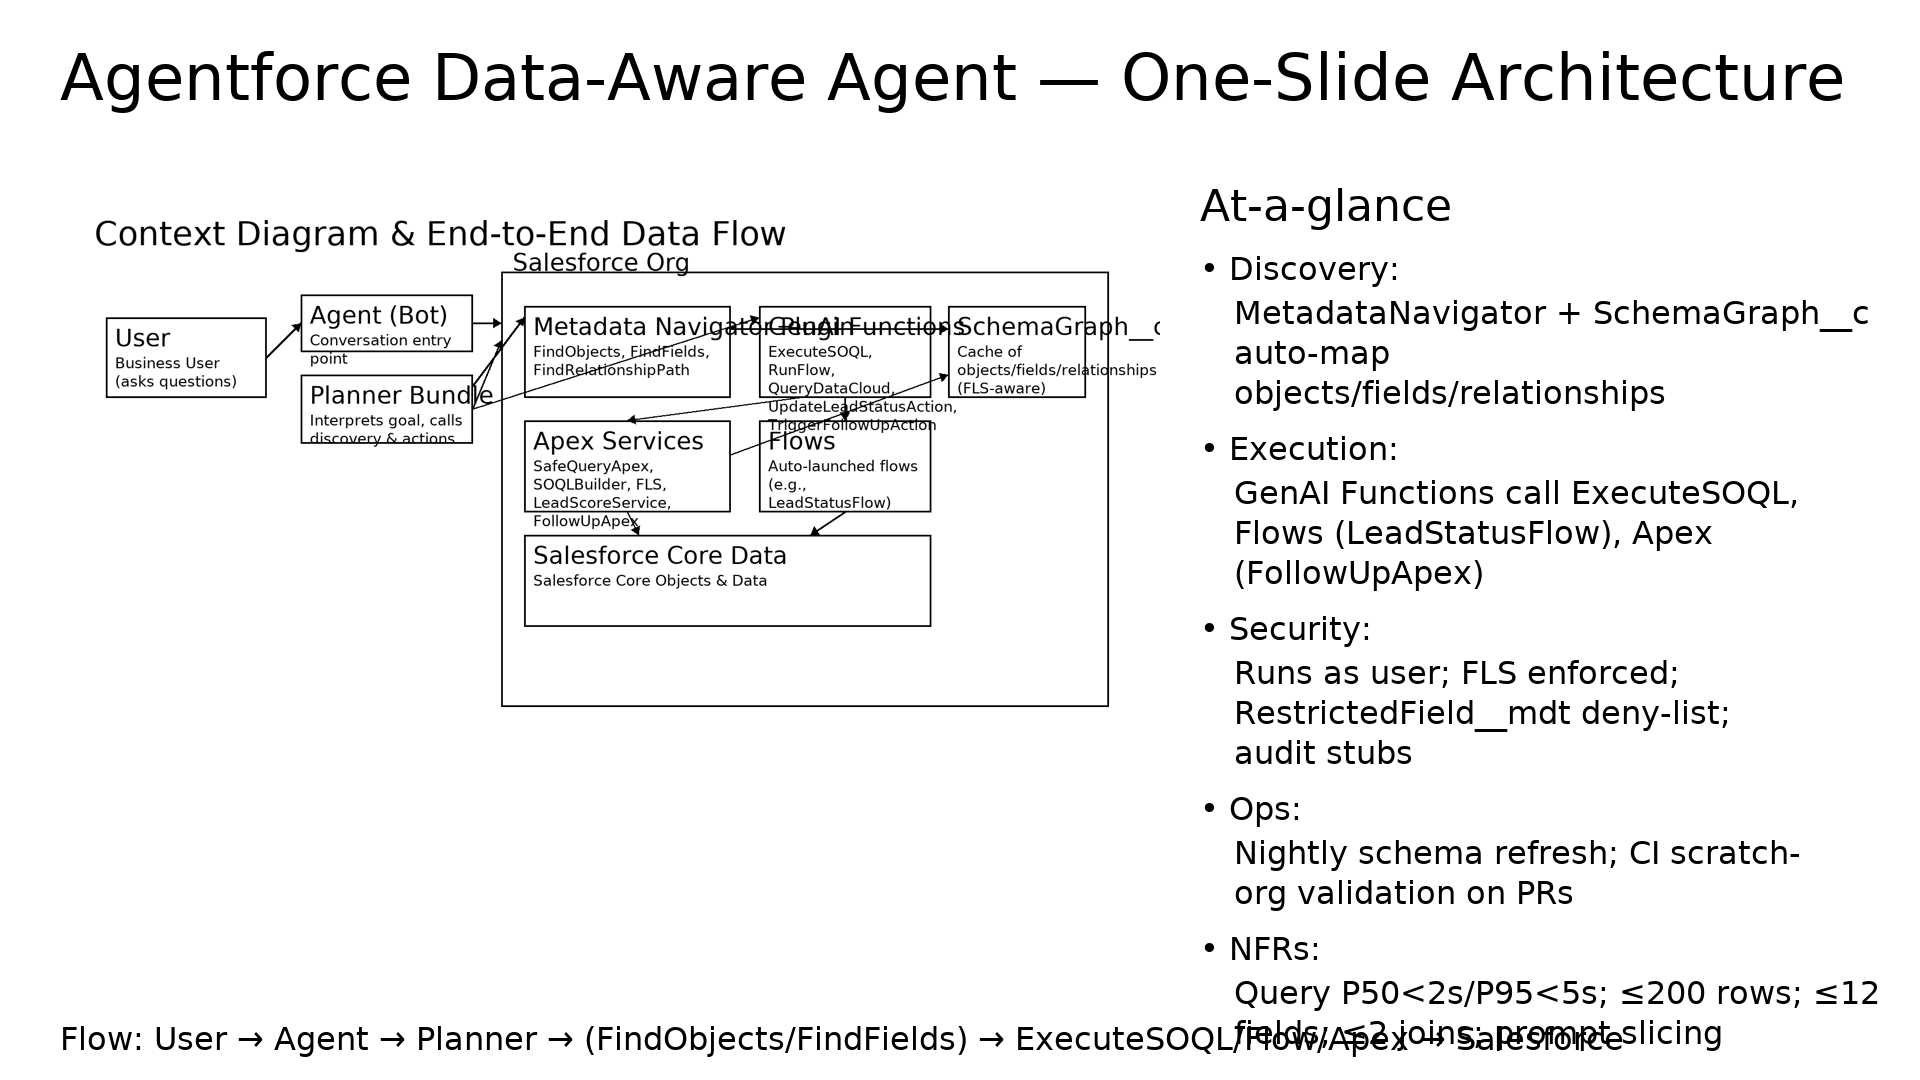 Agentforce Data-Aware Agent — One-Slide Architecture
Context Diagram & End-to-End Data Flow
Salesforce Org
User
Business User
(asks questions)
Agent (Bot)
Conversation entry
point
Planner Bundle
Interprets goal, calls
discovery & actions
Metadata Navigator Plugin
FindObjects, FindFields,
FindRelationshipPath
GenAI Functions
ExecuteSOQL,
RunFlow,
QueryDataCloud,
UpdateLeadStatusAction,
TriggerFollowUpAction
SchemaGraph__c
Cache of
objects/fields/relationships
(FLS-aware)
Apex Services
SafeQueryApex,
SOQLBuilder, FLS,
LeadScoreService,
FollowUpApex
Flows
Auto-launched flows
(e.g.,
LeadStatusFlow)
Salesforce Core Data
Salesforce Core Objects & Data
At-a-glance
• Discovery:
MetadataNavigator + SchemaGraph__c
auto-map
objects/fields/relationships
• Execution:
GenAI Functions call ExecuteSOQL,
Flows (LeadStatusFlow), Apex
(FollowUpApex)
• Security:
Runs as user; FLS enforced;
RestrictedField__mdt deny-list;
audit stubs
• Ops:
Nightly schema refresh; CI scratch-
org validation on PRs
• NFRs:
Query P50<2s/P95<5s; ≤200 rows; ≤12
fields; ≤2 joins; prompt slicing
Flow: User → Agent → Planner → (FindObjects/FindFields) → ExecuteSOQL/Flow/Apex → Salesforce